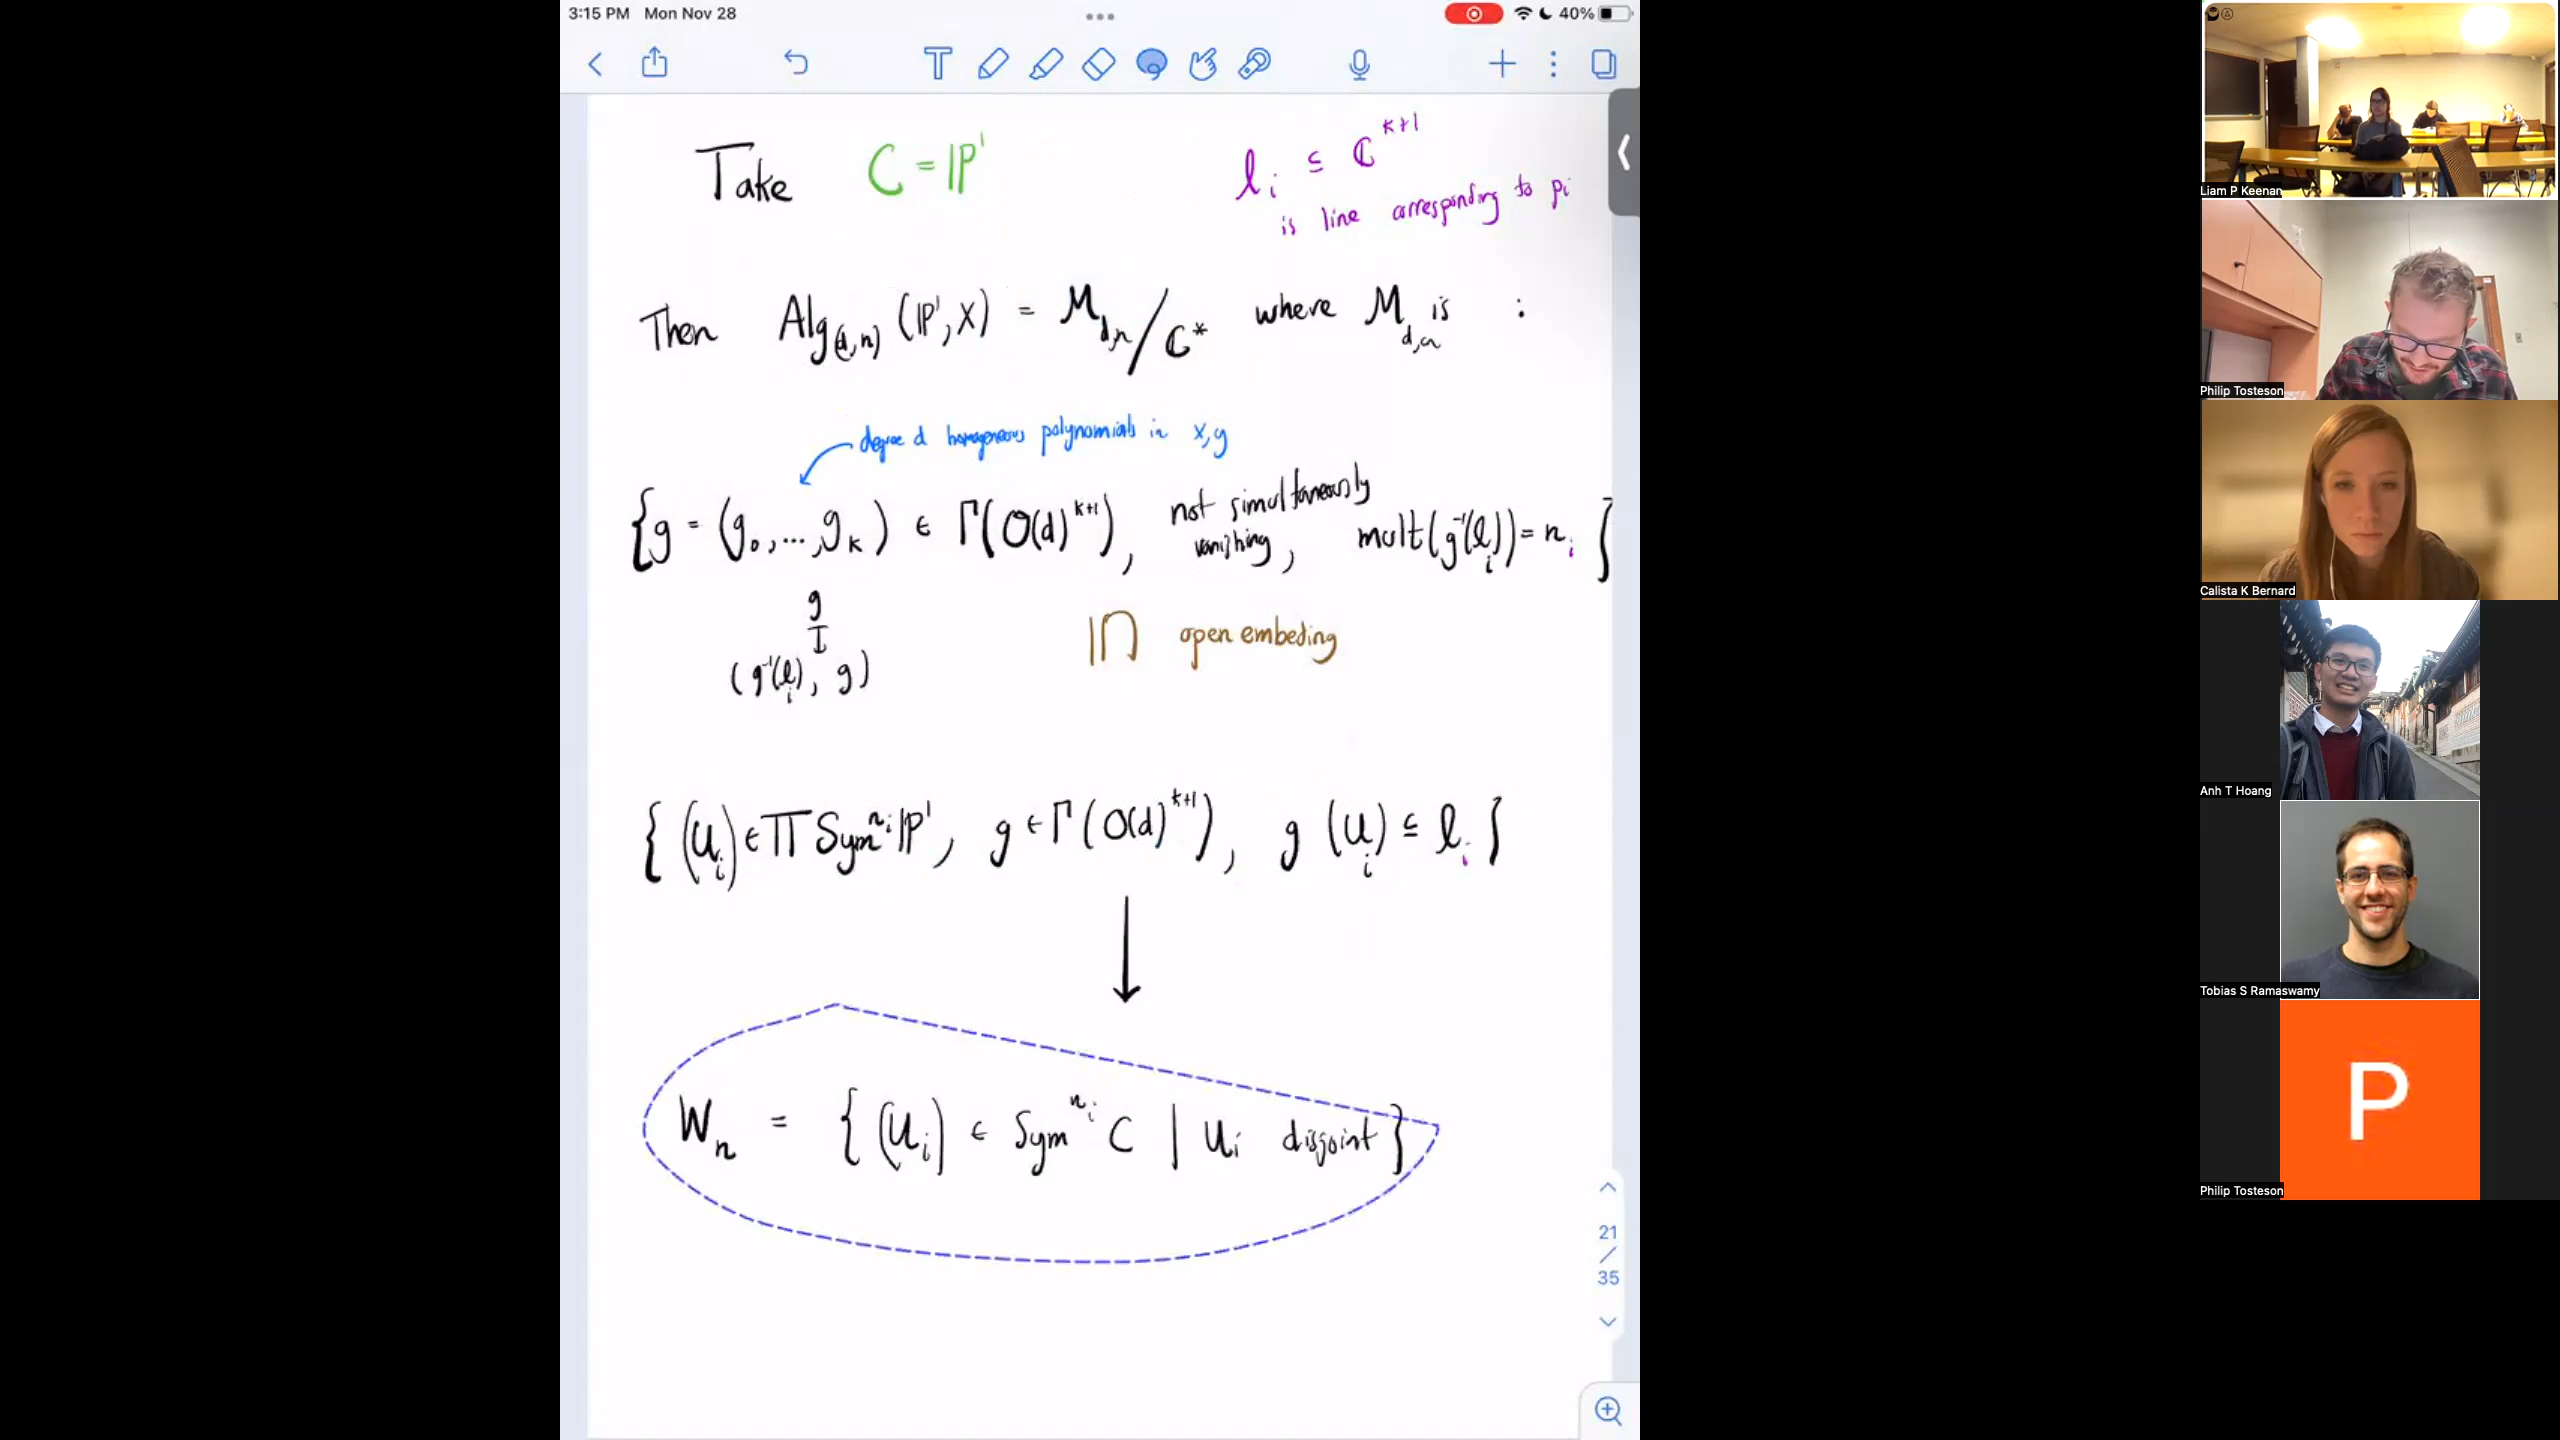 3:15 PM Mon Nov 28
40%
Take C = ℙ¹
ℓᵢ ⊆ ℂᵏ⁺¹
is line corresponding to pᵢ
Then Alg₍d,n₎ (ℙ¹, X) = M_d,n / ℂ* where M_d,n is :
degree d homogeneous polynomials in x,y
{g = (g₀, ..., gₖ) ∈ Γ(O(d)ᵏ⁺¹), not simultaneously vanishing, mult(g⁻¹(ℓᵢ)) = nᵢ }
g
↧
(g⁻¹(ℓᵢ), g)
⊆ open embeding
{ (Uᵢ) ∈ ∏ Symⁿⁱ ℙ¹, g ∈ Γ(O(d)ᵏ⁺¹), g (Uᵢ) ⊆ ℓᵢ }
↓
Wₙ = { (Uᵢ) ∈ Symⁿⁱ C | Uᵢ disjoint }
21
/
35
Liam P Keenan
Philip Tosteson
Calista K Bernard
Anh T Hoang
Tobias S Ramaswamy
P
Philip Tosteson